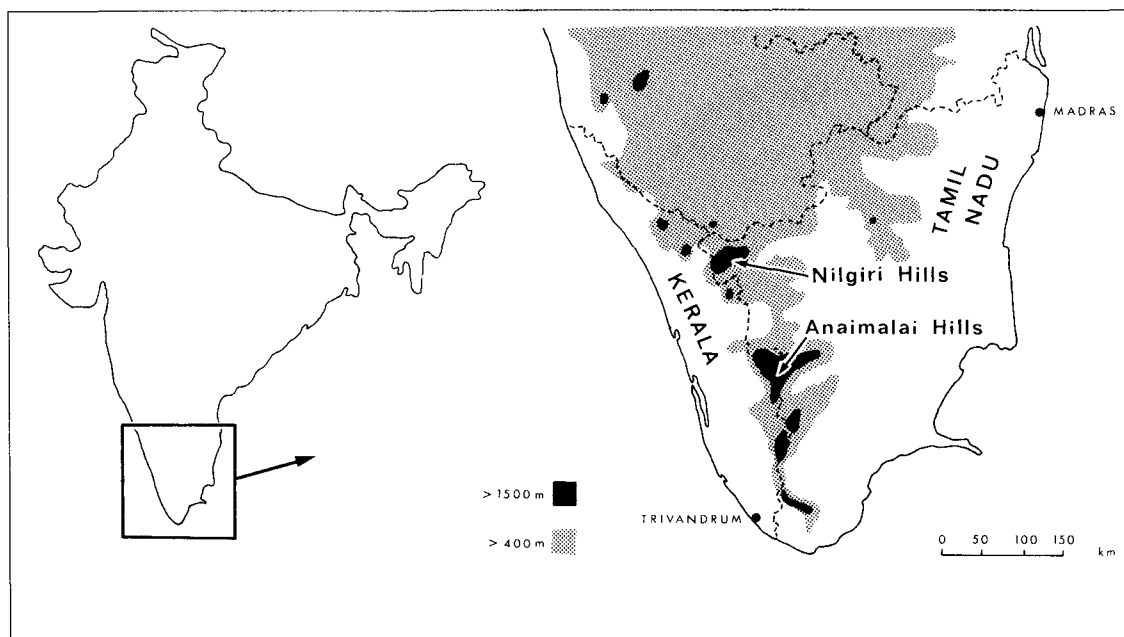 MADRAS
TAMIL
NADU
Nilgiri Hills
KERALA
Anaimalai Hills
> 1500 m
> 400 m
TRIVANDRUM
0 50 100 150
km